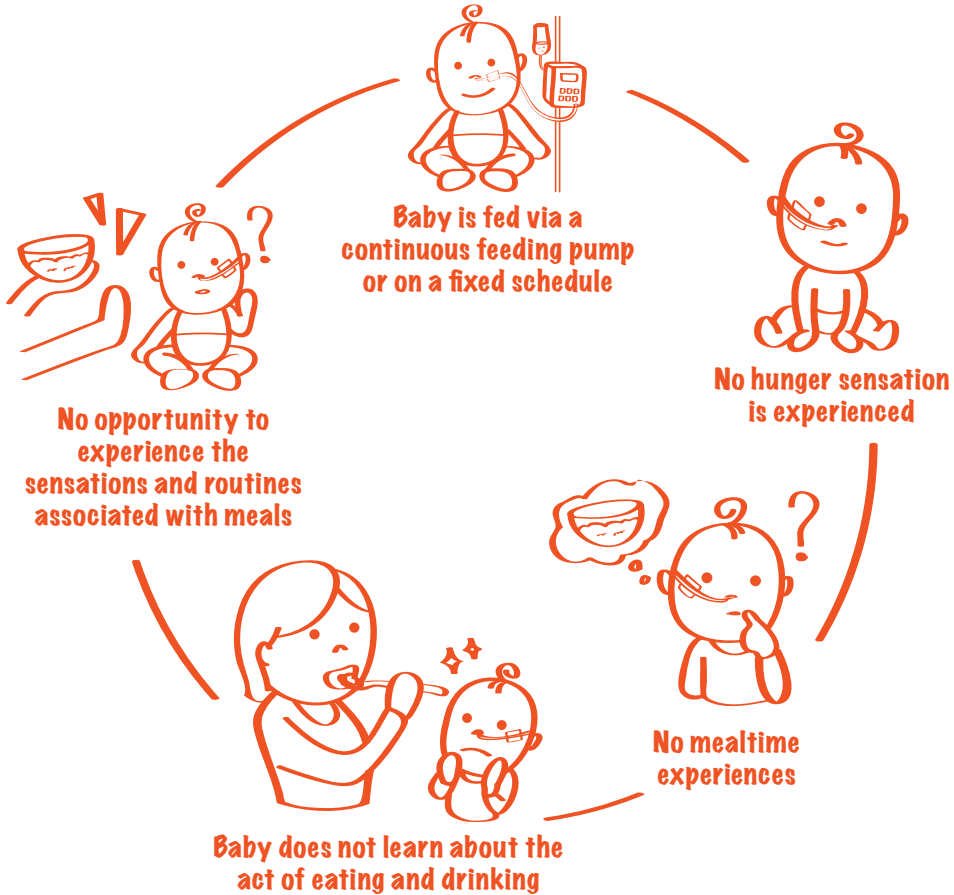 Baby is fed via a
continuous feeding pump
or on a fixed schedule
No hunger sensation
is experienced
?
No mealtime
experiences
Baby does not learn about the
act of eating and drinking
?
No opportunity to
experience the
sensations and routines
associated with meals